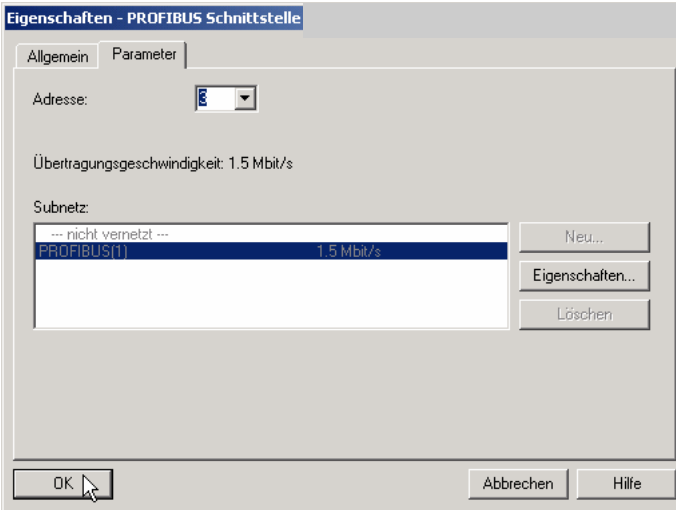 Eigenschaften - PROFIBUS Schnittstelle
Allgemein Parameter
Adresse: 3
Übertragungsgeschwindigkeit: 1.5 Mbit/s
Subnetz:
--- nicht vernetzt ---
PROFIBUS(1) 1.5 Mbit/s
Neu...
Eigenschaften...
Löschen
OK Abbrechen Hilfe